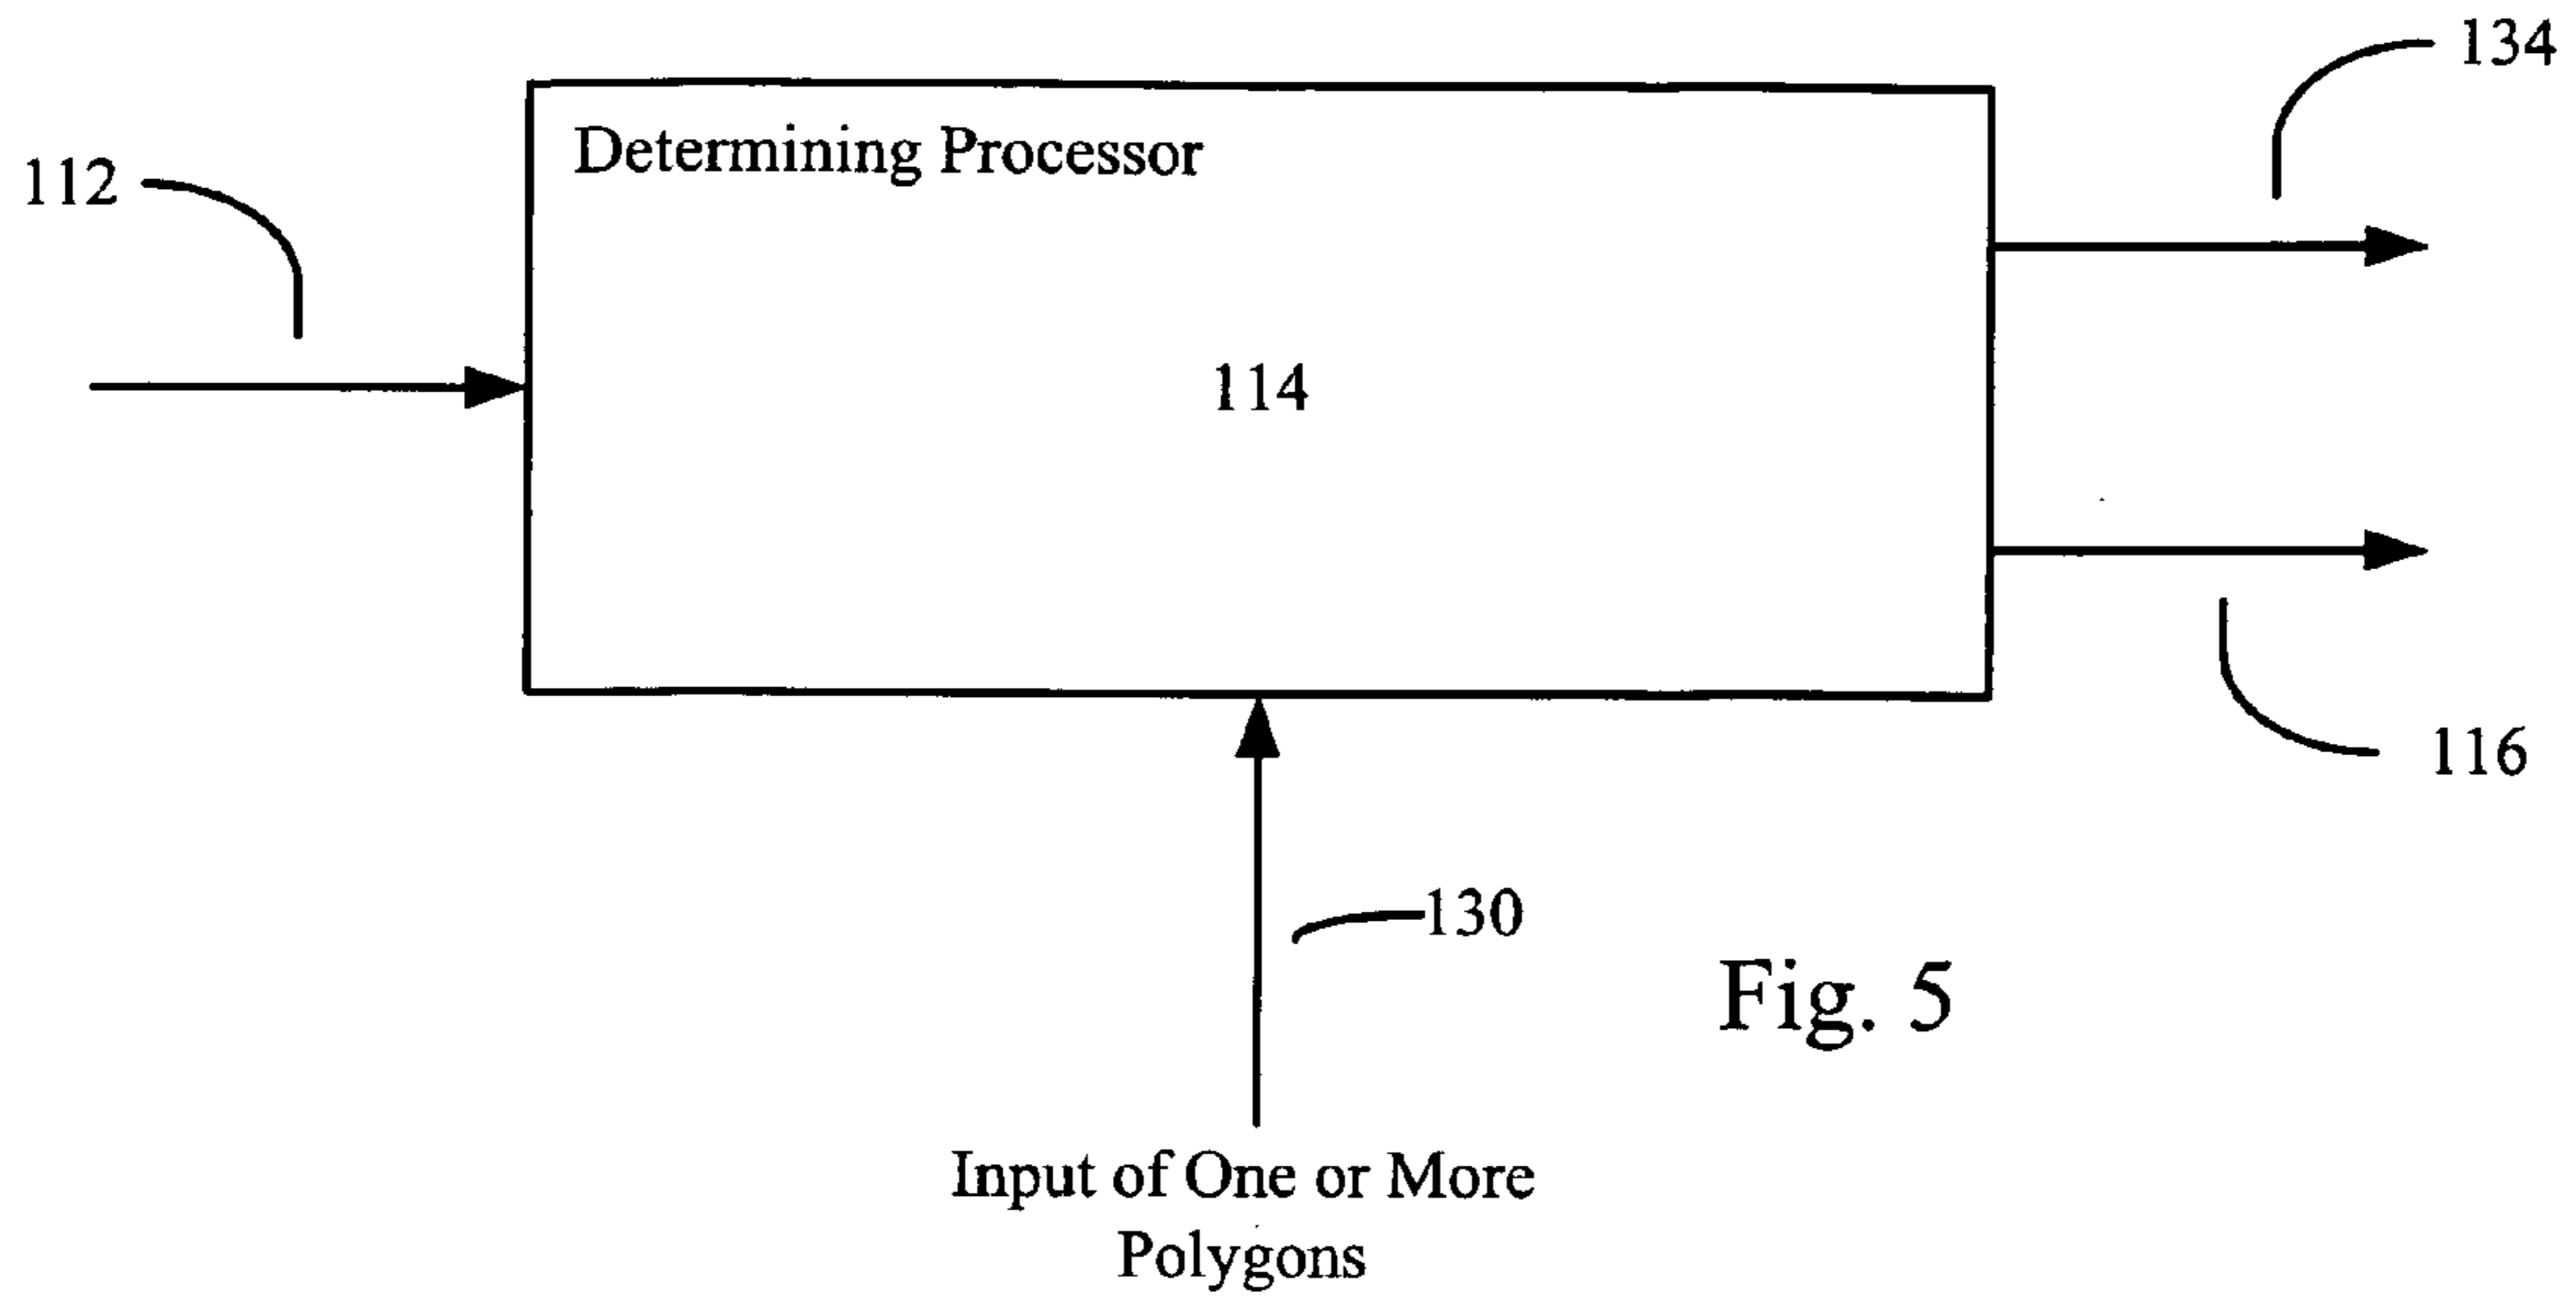 134
Determining Processor
112
114
116
130
Fig. 5
Input of One or More
Polygons